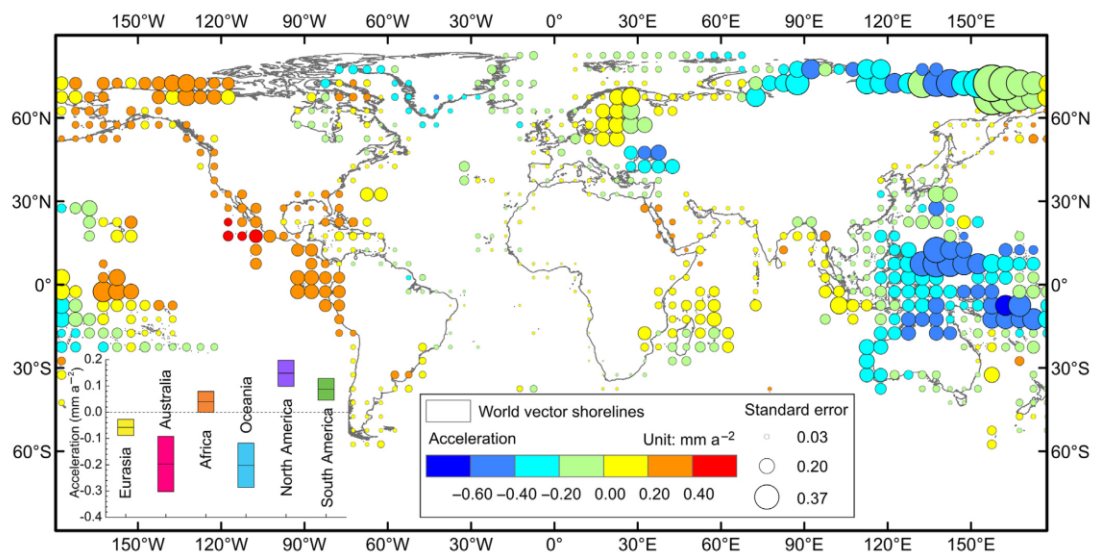 150°W 120°W 90°W 60°W 30°W 0° 30°E 60°E 90°E 120°E 150°E
60°N 60°N
30°N 30°N
0° 0°
30°S 30°S
60°S 60°S
Acceleration (mm a⁻²)
0.2
0.1
0.0
-0.1
-0.2
-0.3
-0.4
Eurasia
Australia
Africa
Oceania
North America
South America
World vector shorelines
Acceleration Unit: mm a⁻²
−0.60 −0.40 −0.20 0.00 0.20 0.40
Standard error
0.03
0.20
0.37
150°W 120°W 90°W 60°W 30°W 0° 30°E 60°E 90°E 120°E 150°E